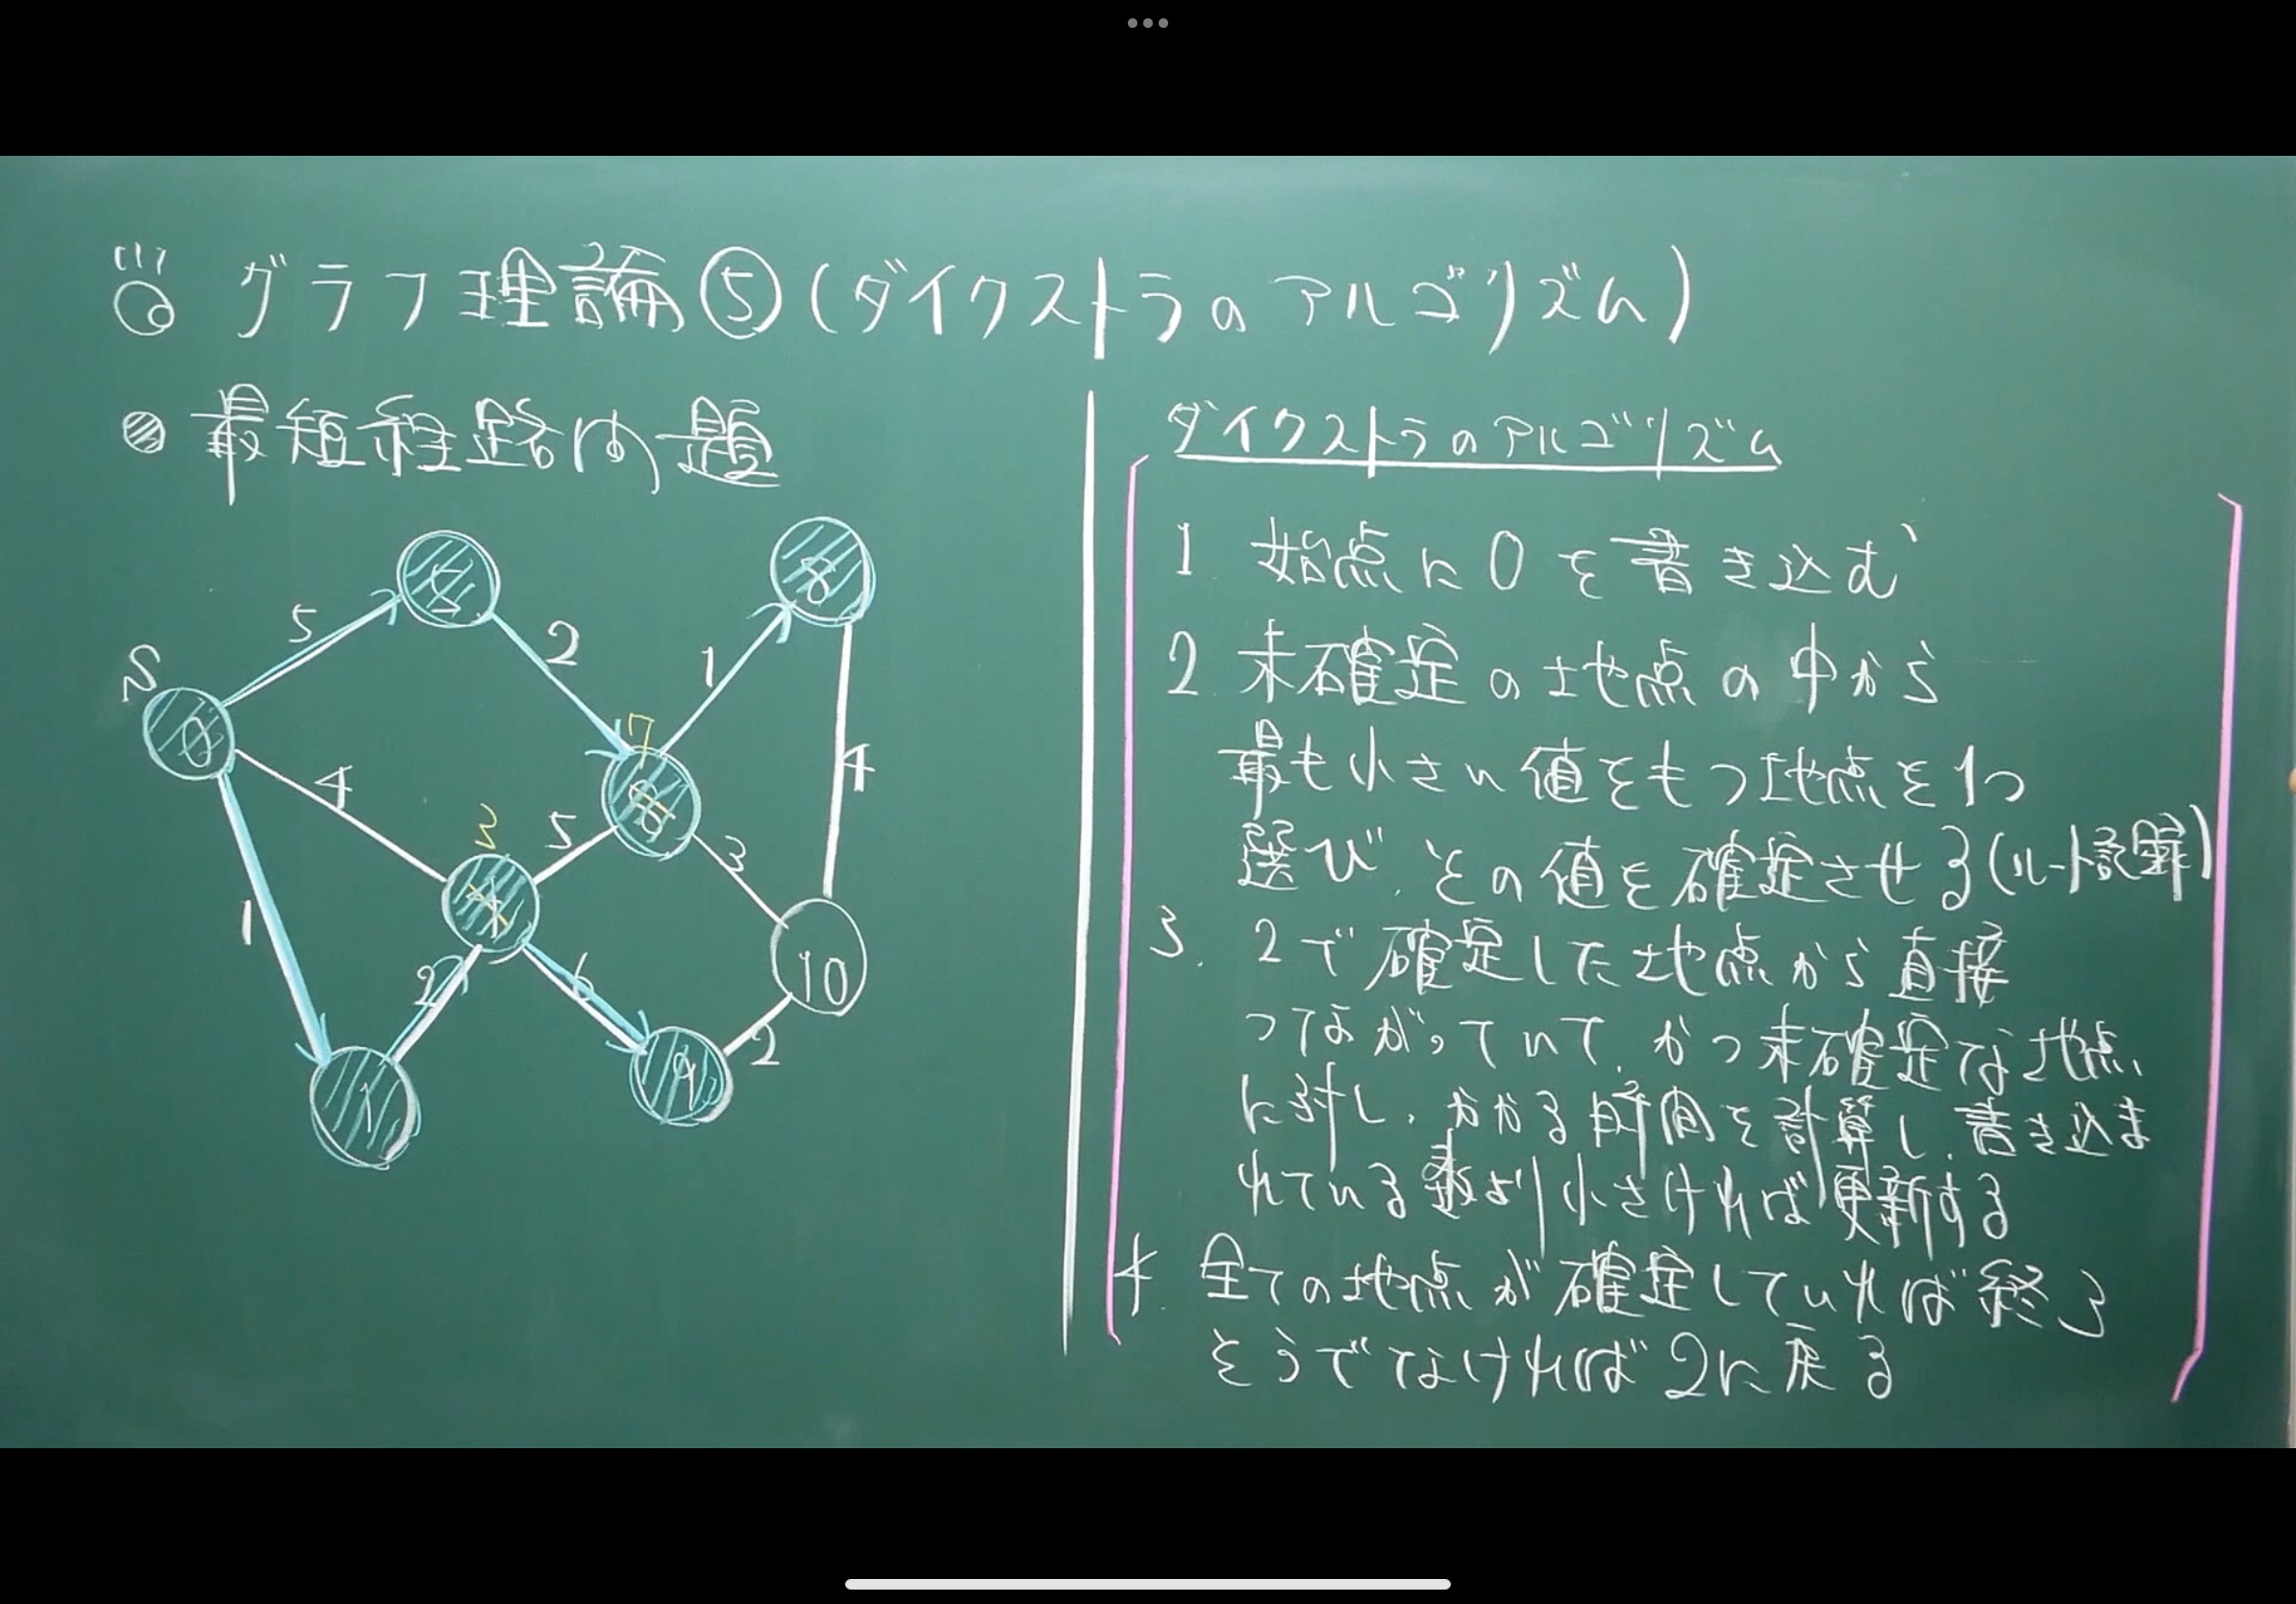 グラフ理論⑤(ダイクストラのアルゴリズム)
最短経路問題
S
0
5
5
2
4
1
1
2
3
4
5
7
8
1
8
4
3
10
6
9
2
ダイクストラのアルゴリズム
1. 始点に0を書き込む
2. 未確定の地点の中から
最も小さい値をもつ地点を1つ
選び、その値を確定させる(ルート記録)
3. 2で確定した地点から直接
つながっていて、かつ未確定な地点
に対し、かかる時間を計算し、書き込ま
れている数より小さければ更新する
4. 全ての地点が確定していれば終了
そうでなければ2に戻る